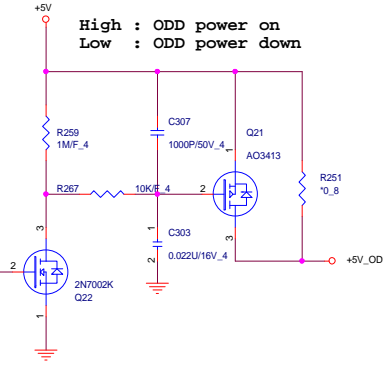 +5V
High : ODD power on
Low : ODD power down
R259
1M/F_4
C307
1000P/50V_4
Q21
AO3413
1
R251
*0_8
R267
10K/F_4
2
3
3
1
C303
2
0.022U/16V_4
+5V_OD
2
2N7002K
Q22
1